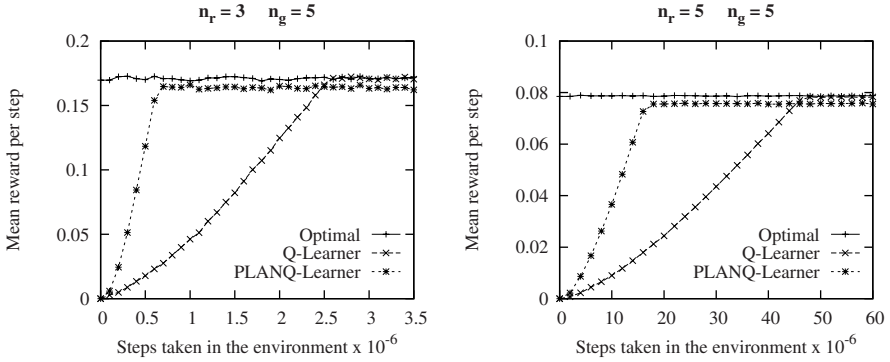 n_r = 3 n_g = 5
0.2
0.15
0.1
0.05
0
Mean reward per step
Optimal
Q-Learner
PLANQ-Learner
0 0.5 1 1.5 2 2.5 3 3.5
Steps taken in the environment x 10^-6
n_r = 5 n_g = 5
0.1
0.08
0.06
0.04
0.02
0
Mean reward per step
Optimal
Q-Learner
PLANQ-Learner
0 10 20 30 40 50 60
Steps taken in the environment x 10^-6